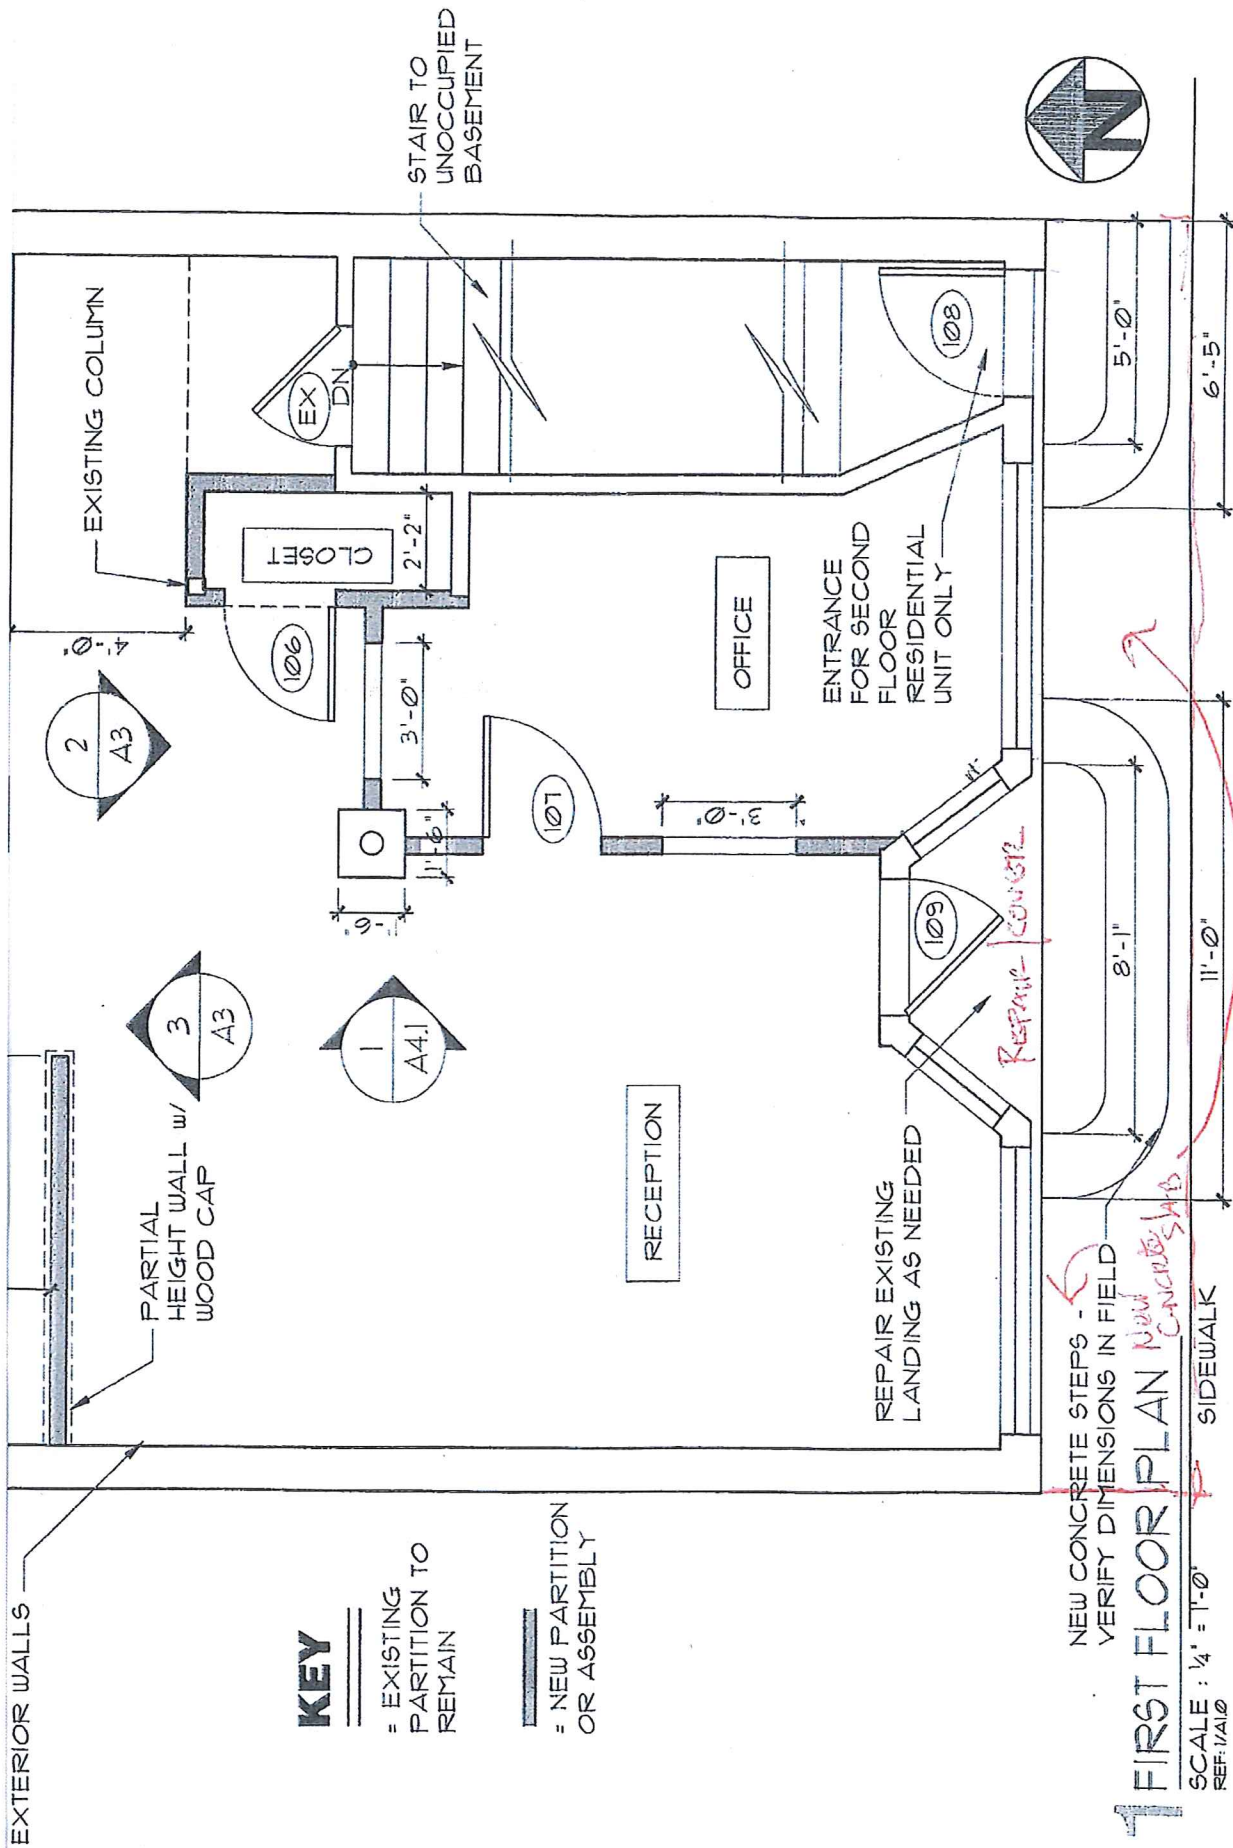 EXTERIOR WALLS
PARTIAL
HEIGHT WALL w/
WOOD CAP
3
A3
2
A3
1
A4.1
4'-0"
EXISTING COLUMN
STAIR TO
UNOCCUPIED
BASEMENT
106
CLOSET
2'-2"
EX
DN
3'-0"
1'-6"
1'-6"
107
3'-0"
OFFICE
RECEPTION
KEY
= EXISTING
PARTITION TO
REMAIN
= NEW PARTITION
OR ASSEMBLY
ENTRANCE
FOR SECOND
FLOOR
RESIDENTIAL
UNIT ONLY
108
109
REPAIR EXISTING
LANDING AS NEEDED
REPAIR
8'-1"
5'-0"
11'-0"
6'-5"
NEW CONCRETE STEPS -
VERIFY DIMENSIONS IN FIELD
New
Concrete
Slab
N
1 FIRST FLOOR PLAN
SIDEWALK
SCALE : 1/4" = 1'-0"
REF: 1/A1.0